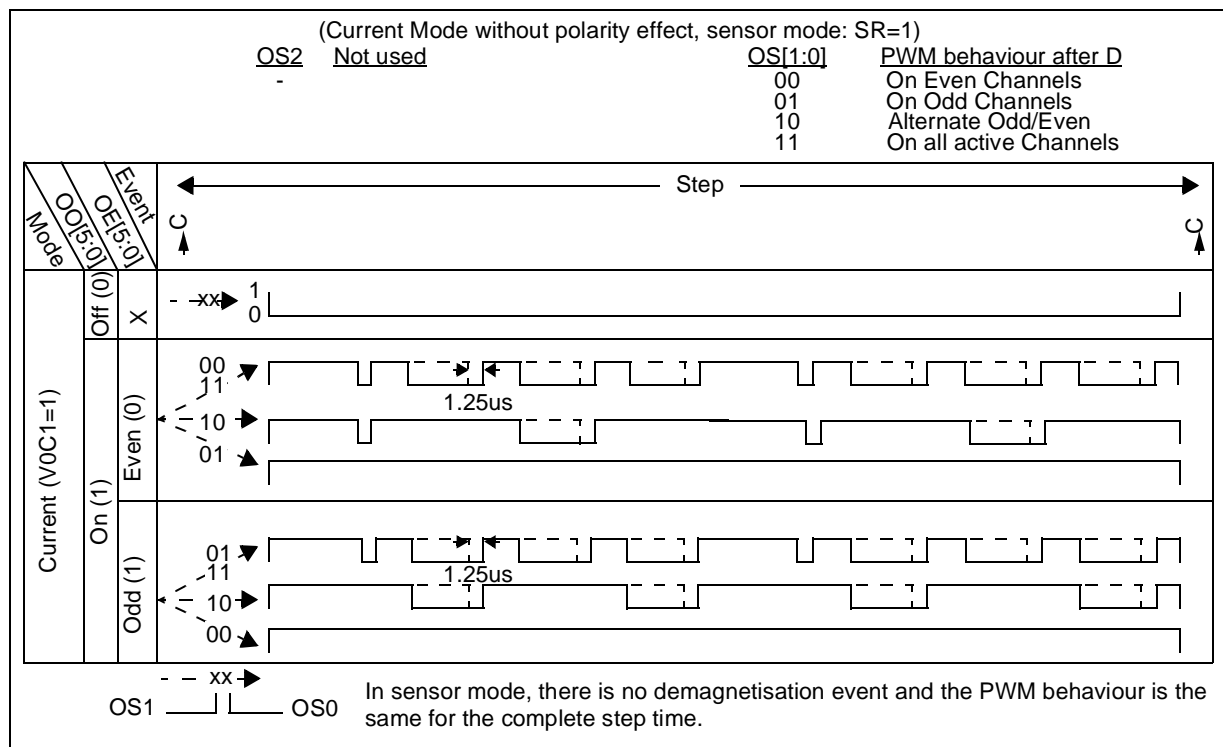 (Current Mode without polarity effect, sensor mode: SR=1)
OS2 Not used OS[1:0] PWM behaviour after D
- 00 On Even Channels
01 On Odd Channels
10 Alternate Odd/Even
11 On all active Channels
Mode OO[5:0] OE[5:0] Event
Step
C C
Current (V0C1=1)
Off (0)
X
xx
1
0
On (1)
Even (0)
00
11
1.25us
10
01
Odd (1)
01
11
1.25us
10
00
xx
OS1 OS0
In sensor mode, there is no demagnetisation event and the PWM behaviour is the
same for the complete step time.